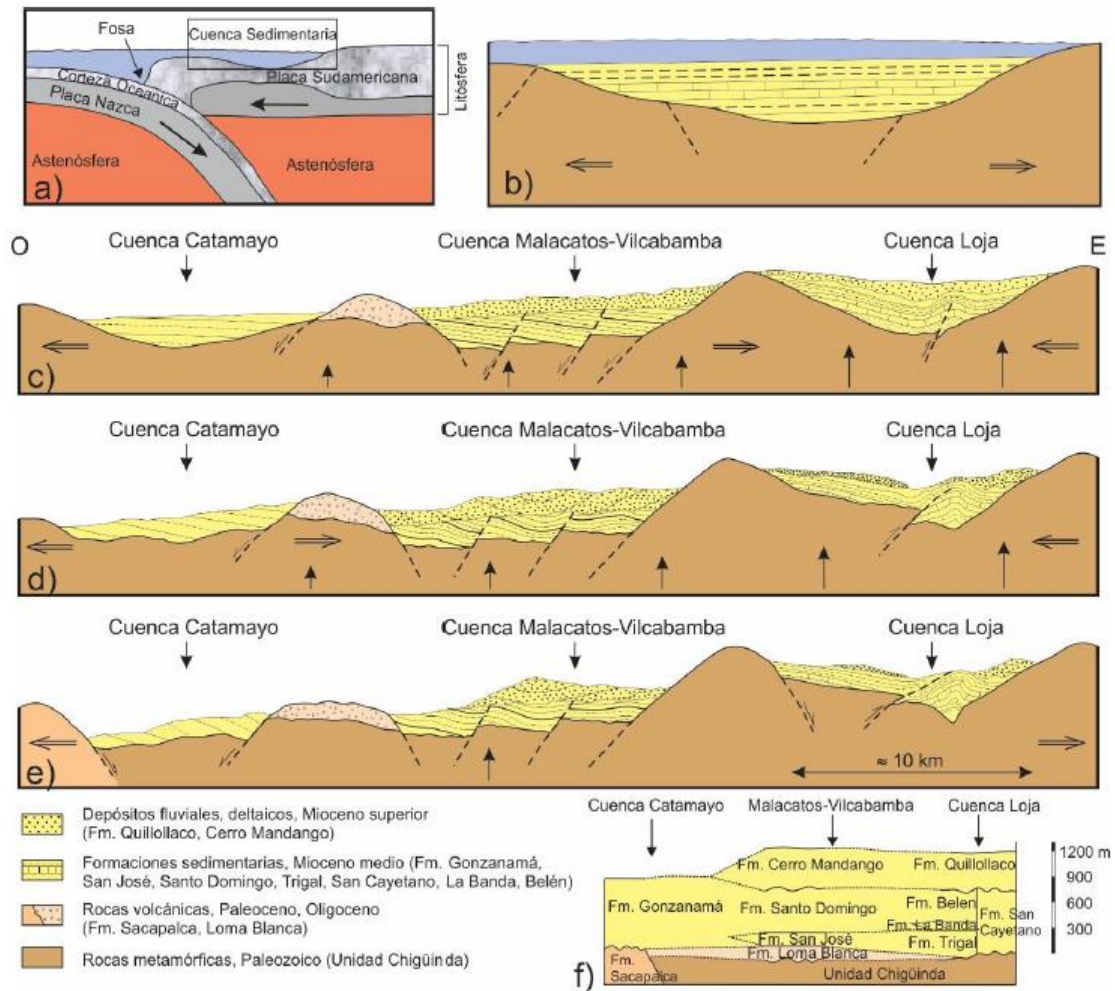 Fosa
Cuenca Sedimentaria
Corteza Oceánica
Placa Nazca
Placa Sudamericana
Litósfera
Astenósfera
Astenósfera
a)
b)
O
Cuenca Catamayo
Cuenca Malacatos-Vilcabamba
Cuenca Loja
E
c)
Cuenca Catamayo
Cuenca Malacatos-Vilcabamba
Cuenca Loja
d)
Cuenca Catamayo
Cuenca Malacatos-Vilcabamba
Cuenca Loja
e)
≈ 10 km
Depósitos fluviales, deltaicos, Mioceno superior
(Fm. Quillollaco, Cerro Mandango)
Formaciones sedimentarias, Mioceno medio (Fm. Gonzanamá,
San José, Santo Domingo, Trigal, San Cayetano, La Banda, Belén)
Rocas volcánicas, Paleoceno, Oligoceno
(Fm. Sacapalca, Loma Blanca)
Rocas metamórficas, Paleozoico (Unidad Chigüinda)
Cuenca Catamayo
Malacatos-Vilcabamba
Cuenca Loja
Fm. Cerro Mandango
Fm. Quillollaco
Fm. Gonzanamá
Fm. Santo Domingo
Fm. Belen
Fm. La Banda
Fm. San
Cayetano
Fm. San José
Fm. Trigal
Fm. Loma Blanca
Fm.
Sacapalca
Unidad Chigüinda
f)
1200 m
900
600
300